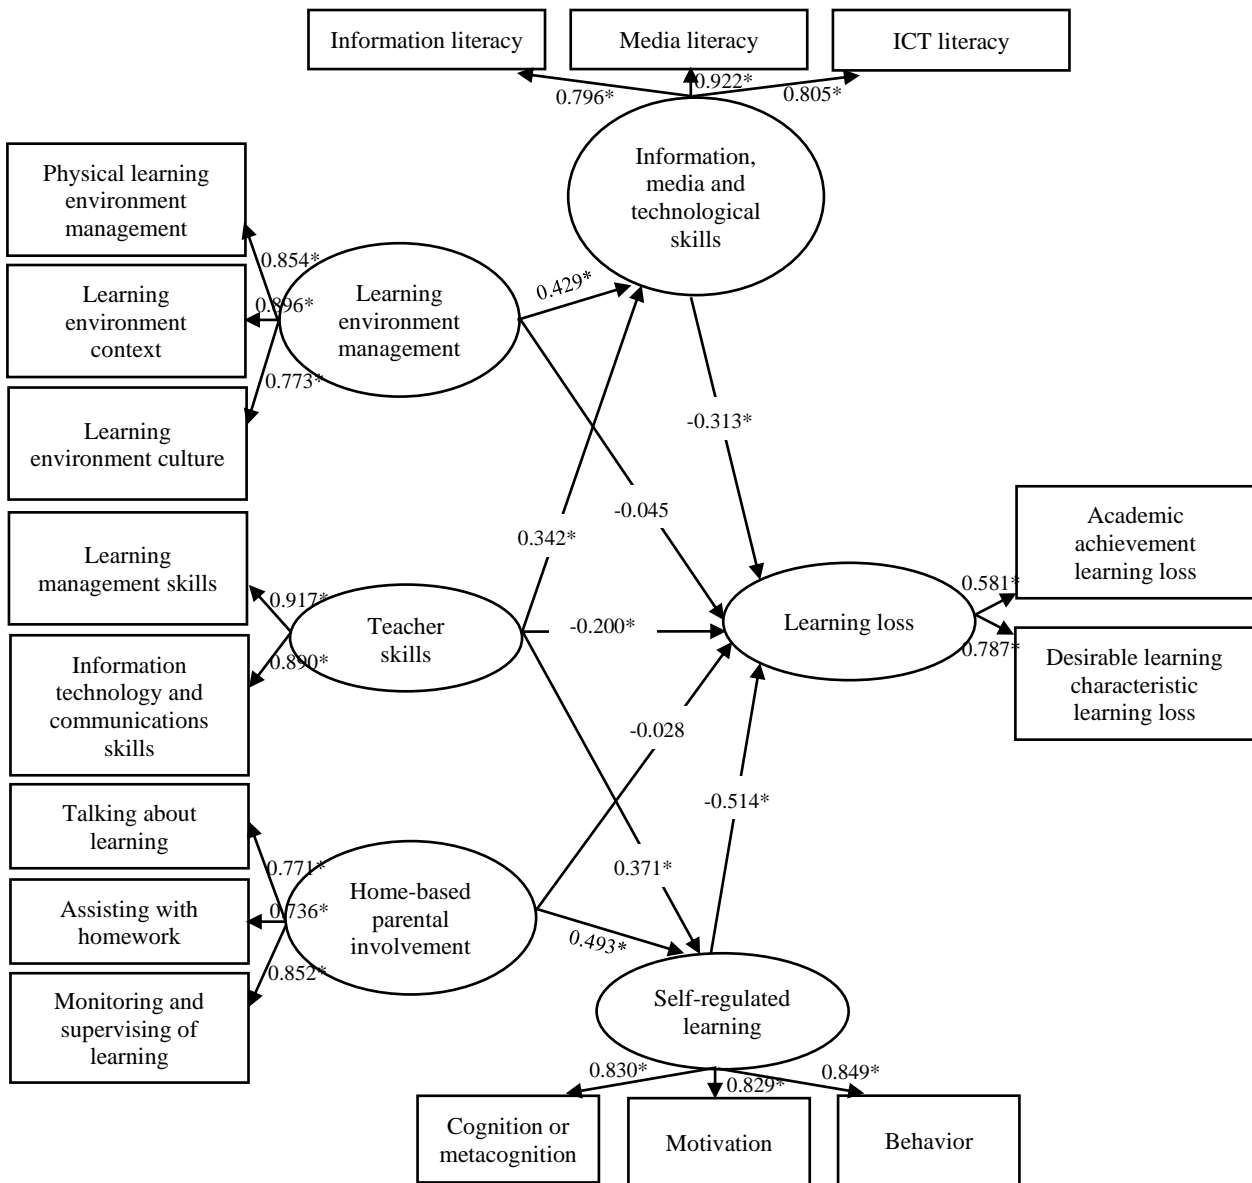 Information literacy
Media literacy
ICT literacy
0.796*
0.922*
0.805*
Information,
media and
technological
skills
Physical learning
environment
management
Learning
environment
context
Learning
environment culture
0.854*
0.896*
0.773*
Learning
environment
management
0.429*
-0.313*
-0.045
0.342*
Learning
management skills
Information
technology and
communications
skills
0.917*
0.890*
Teacher
skills
-0.200*
Learning loss
0.581*
0.787*
Academic
achievement
learning loss
Desirable learning
characteristic
learning loss
-0.028
-0.514*
0.371*
Talking about
learning
Assisting with
homework
Monitoring and
supervising of
learning
0.771*
0.736*
0.852*
Home-based
parental
involvement
0.493*
Self-regulated
learning
0.830*
0.829*
0.849*
Cognition or
metacognition
Motivation
Behavior